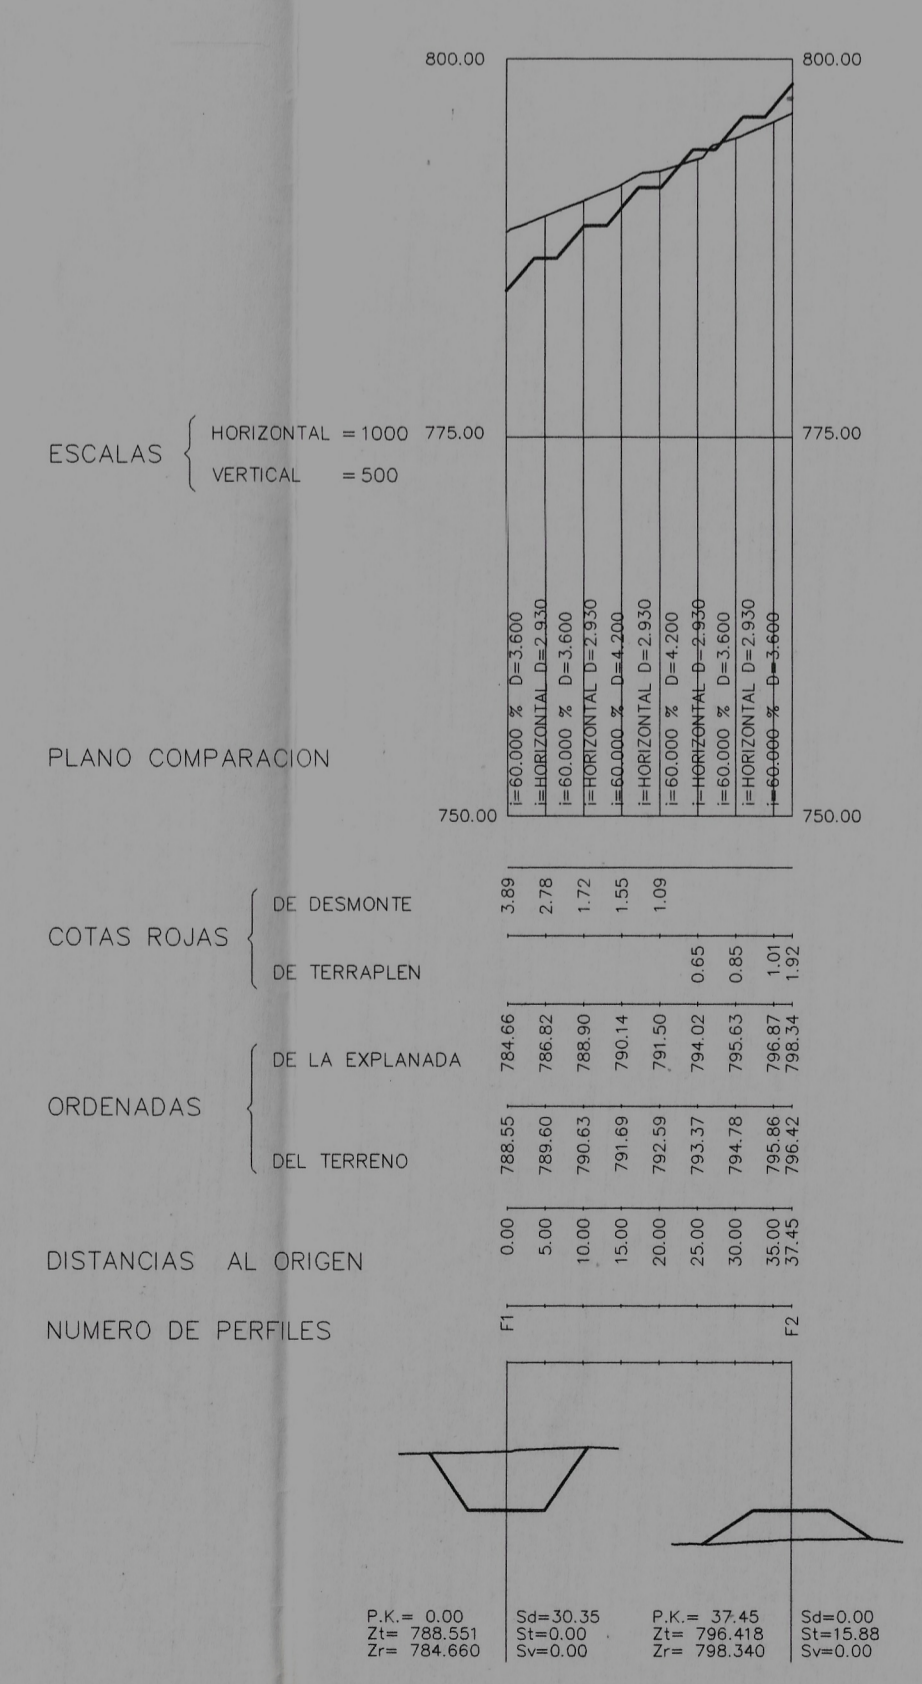 800.00 800.00
ESCALAS
HORIZONTAL =1000
VERTICAL =500
775.00 775.00
i=60.000 % D=3.600
i=HORIZONTAL D=2.930
i=60.000 % D=3.600
i=HORIZONTAL D=2.930
i=60.000 % D=4.200
i=HORIZONTAL D=2.930
i=60.000 % D=4.200
i=HORIZONTAL D=2.930
i=60.000 % D=3.600
i=HORIZONTAL D=2.930
i=60.000 % D=3.600
PLANO COMPARACION
750.00 750.00
COTAS ROJAS
DE DESMONTE 3.89 2.78 1.72 1.55 1.09
DE TERRAPLEN 0.65 0.85 1.01 1.92
ORDENADAS
DE LA EXPLANADA 784.66 786.82 788.90 790.14 791.50 794.02 795.63 796.87 798.34
DEL TERRENO 788.55 789.60 790.63 791.69 792.59 793.37 794.78 795.86 796.42
DISTANCIAS AL ORIGEN 0.00 5.00 10.00 15.00 20.00 25.00 30.00 35.00 37.45
NUMERO DE PERFILES F1 F2
P.K.= 0.00 Sd=30.35
Zt= 788.551 St=0.00
Zr= 784.660 Sv=0.00
P.K.= 37.45 Sd=0.00
Zt= 796.418 St=15.88
Zr= 798.340 Sv=0.00